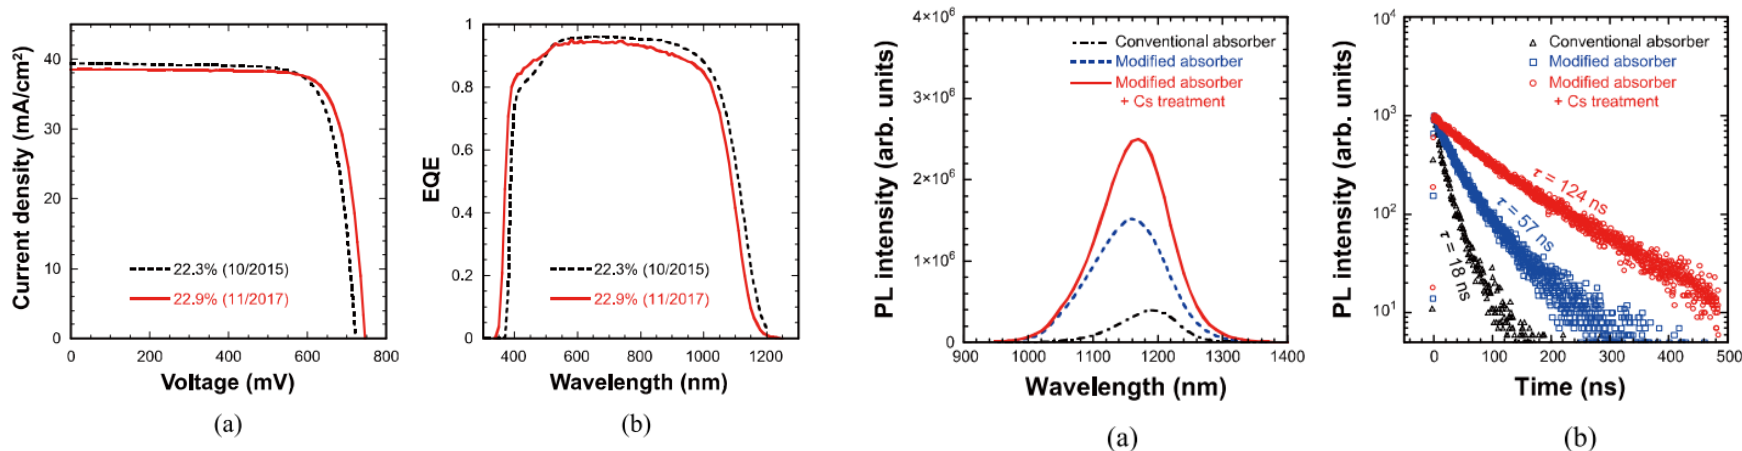 Current density (mA/cm²)
40
30
20
10
0
22.3% (10/2015)
22.9% (11/2017)
0
200
400
600
800
Voltage (mV)
(a)
EQE
1
0.8
0.6
0.4
0.2
0
22.3% (10/2015)
22.9% (11/2017)
400
600
800
1000
1200
Wavelength (nm)
(b)
PL intensity (arb. units)
4×10⁶
3×10⁶
2×10⁶
1×10⁶
0
Conventional absorber
Modified absorber
Modified absorber
+ Cs treatment
900
1000
1100
1200
1300
1400
Wavelength (nm)
(a)
PL intensity (arb. units)
10⁴
10³
10²
10¹
Conventional absorber
Modified absorber
Modified absorber
+ Cs treatment
τ = 124 ns
τ = 57 ns
τ = 18 ns
0
100
200
300
400
500
Time (ns)
(b)